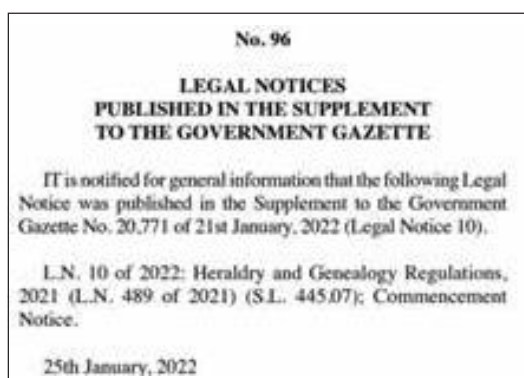 No. 96
LEGAL NOTICES
PUBLISHED IN THE SUPPLEMENT
TO THE GOVERNMENT GAZETTE
IT is notified for general information that the following Legal
Notice was published in the Supplement to the Government
Gazette No. 20,771 of 21st January, 2022 (Legal Notice 10).
L.N. 10 of 2022: Heraldry and Genealogy Regulations,
2021 (L.N. 489 of 2021) (S.L. 445.07); Commencement
Notice.
25th January, 2022